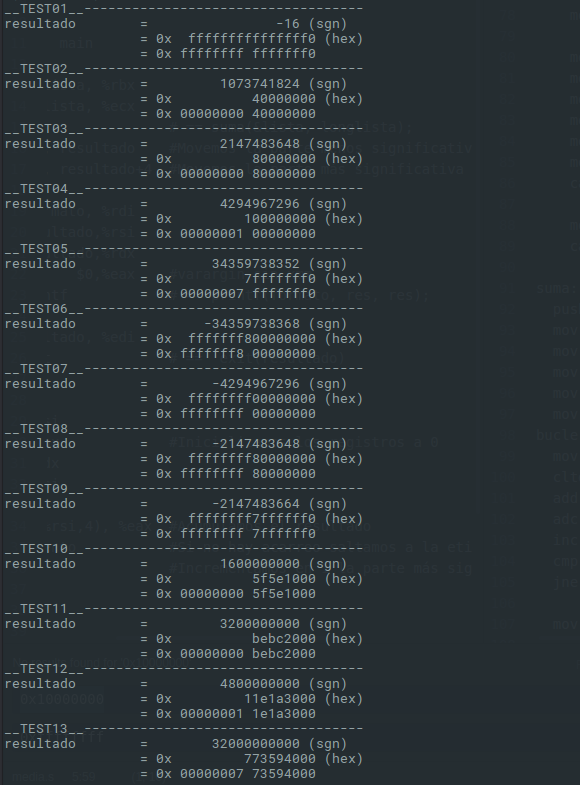 __TEST01__------------------------------------
resultado        =                -16 (sgn)
                 = 0x  fffffffffffffff0 (hex)
                 = 0x ffffffff fffffff0
__TEST02__------------------------------------
resultado        =         1073741824 (sgn)
                 = 0x          40000000 (hex)
                 = 0x 00000000 40000000
__TEST03__------------------------------------
resultado        =         2147483648 (sgn)
                 = 0x          80000000 (hex)
                 = 0x 00000000 80000000
__TEST04__------------------------------------
resultado        =         4294967296 (sgn)
                 = 0x         100000000 (hex)
                 = 0x 00000001 00000000
__TEST05__------------------------------------
resultado        =        34359738352 (sgn)
                 = 0x         7fffffff0 (hex)
                 = 0x 00000007 fffffff0
__TEST06__------------------------------------
resultado        =       -34359738368 (sgn)
                 = 0x  fffffff800000000 (hex)
                 = 0x fffffff8 00000000
__TEST07__------------------------------------
resultado        =        -4294967296 (sgn)
                 = 0x  ffffffff00000000 (hex)
                 = 0x ffffffff 00000000
__TEST08__------------------------------------
resultado        =        -2147483648 (sgn)
                 = 0x  ffffffff80000000 (hex)
                 = 0x ffffffff 80000000
__TEST09__------------------------------------
resultado        =        -2147483664 (sgn)
                 = 0x  ffffffff7ffffff0 (hex)
                 = 0x ffffffff 7ffffff0
__TEST10__------------------------------------
resultado        =         1600000000 (sgn)
                 = 0x          5f5e1000 (hex)
                 = 0x 00000000 5f5e1000
__TEST11__------------------------------------
resultado        =         3200000000 (sgn)
                 = 0x          bebc2000 (hex)
                 = 0x 00000000 bebc2000
__TEST12__------------------------------------
resultado        =         4800000000 (sgn)
                 = 0x         11e1a3000 (hex)
                 = 0x 00000001 1e1a3000
__TEST13__------------------------------------
resultado        =        32000000000 (sgn)
                 = 0x         773594000 (hex)
                 = 0x 00000007 73594000